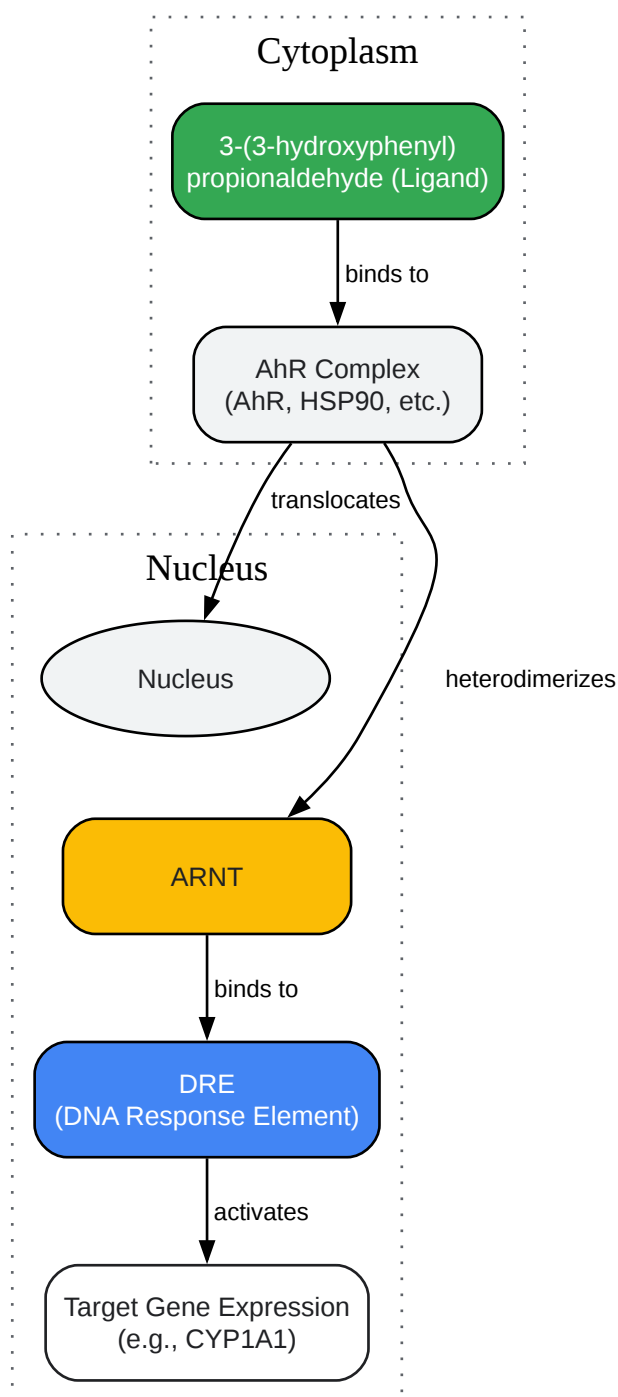 Cytoplasm
3-(3-hydroxyphenyl)
propionaldehyde (Ligand)
binds to
AhR Complex
(AhR, HSP90, etc.)
translocates
Nucleus
Nucleus
heterodimerizes
ARNT
binds to
DRE
(DNA Response Element)
activates
Target Gene Expression
(e.g., CYP1A1)